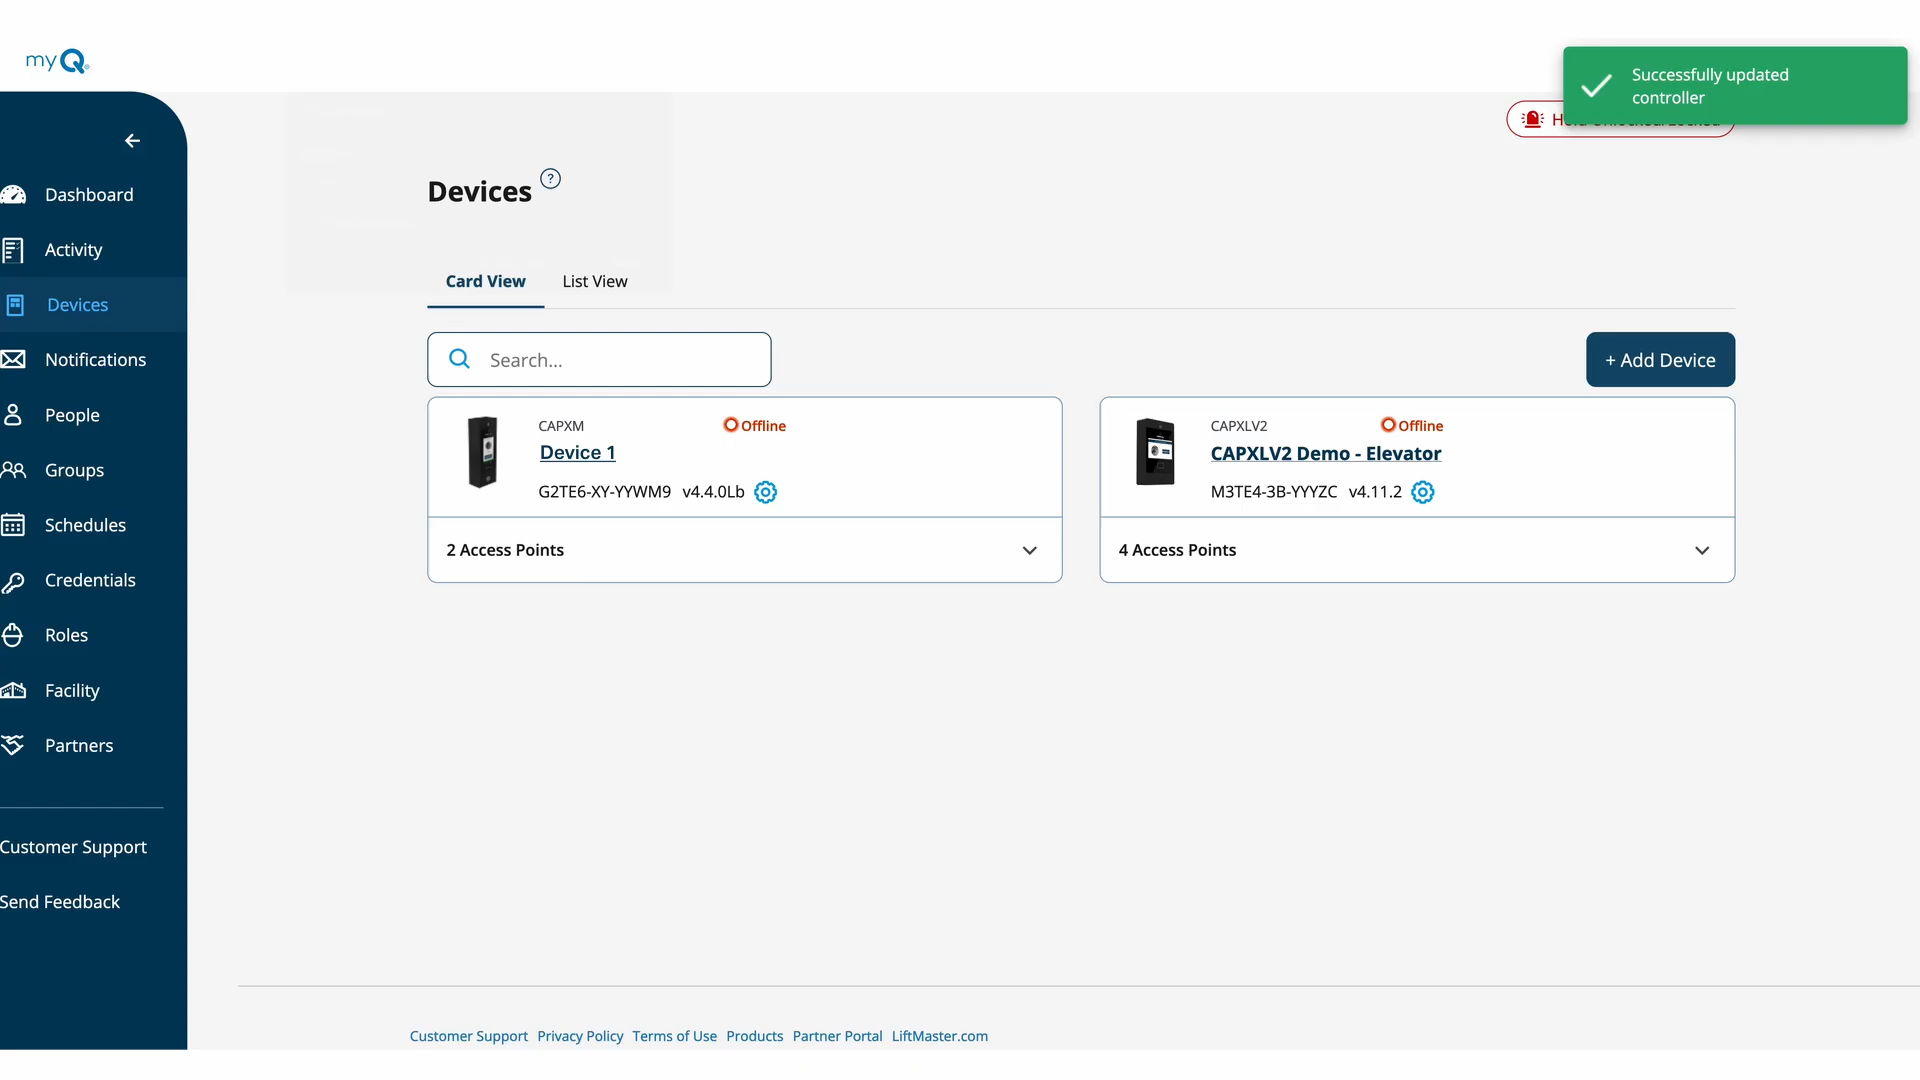 myQ
Successfully updated
controller
Dashboard
Activity
Devices
Notifications
People
Groups
Schedules
Credentials
Roles
Facility
Partners
Customer Support
Send Feedback
Devices ?
Card View List View
Search...
+ Add Device
CAPXM Offline
Device 1
G2TE6-XY-YYWM9 v4.4.0Lb
2 Access Points
CAPXLV2 Offline
CAPXLV2 Demo - Elevator
M3TE4-3B-YYYZC v4.11.2
4 Access Points
Customer Support Privacy Policy Terms of Use Products Partner Portal LiftMaster.com